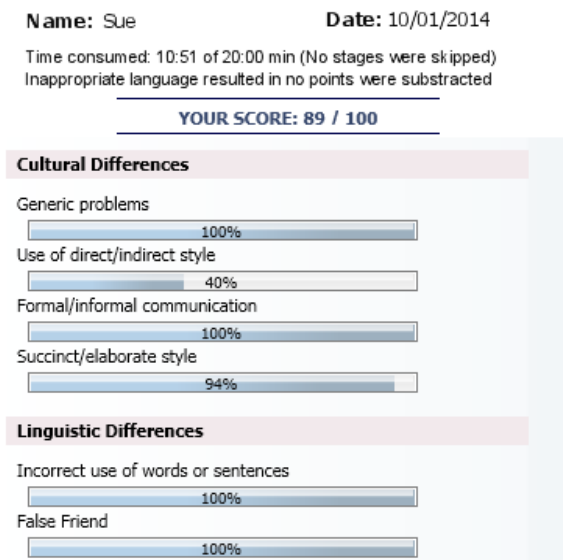 Name: Sue Date: 10/01/2014
Time consumed: 10:51 of 20:00 min (No stages were skipped)
Inappropriate language resulted in no points were substracted
YOUR SCORE: 89 / 100
Cultural Differences
Generic problems
100%
Use of direct/indirect style
40%
Formal/informal communication
100%
Succinct/elaborate style
94%
Linguistic Differences
Incorrect use of words or sentences
100%
False Friend
100%